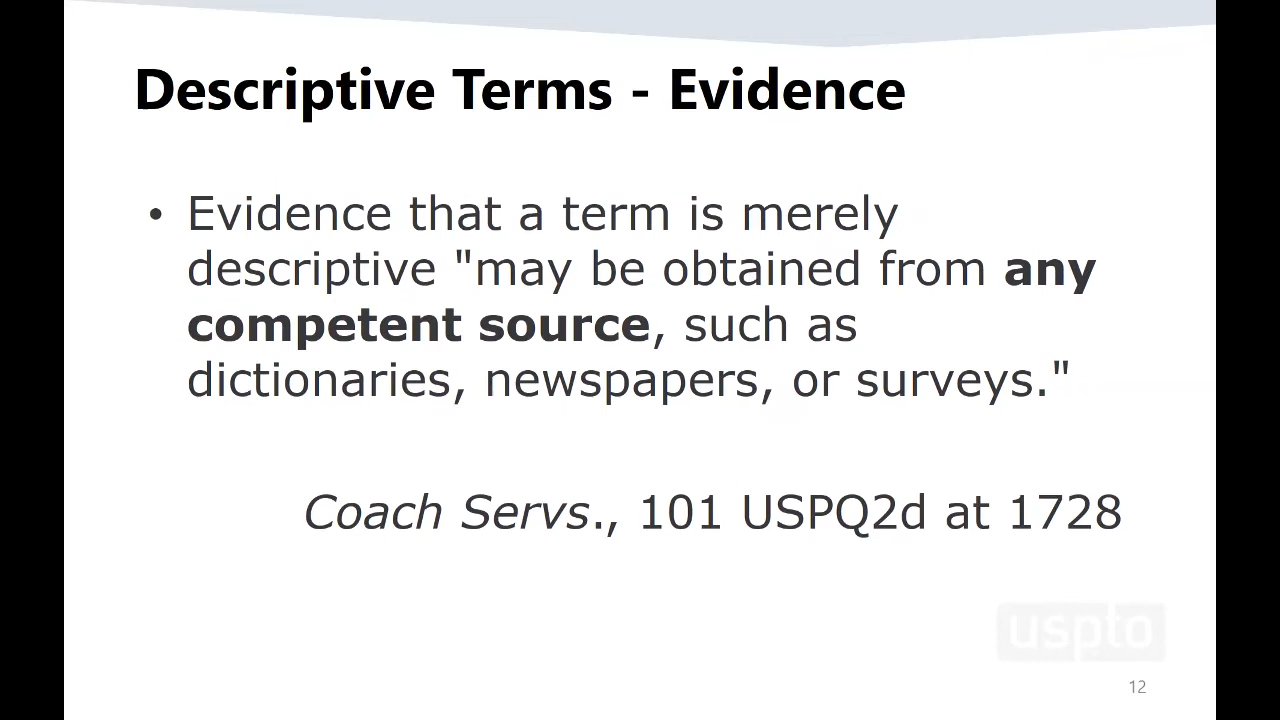 Descriptive Terms - Evidence
• Evidence that a term is merely
descriptive "may be obtained from any
competent source, such as
dictionaries, newspapers, or surveys."
Coach Servs., 101 USPQ2d at 1728
uspto
12